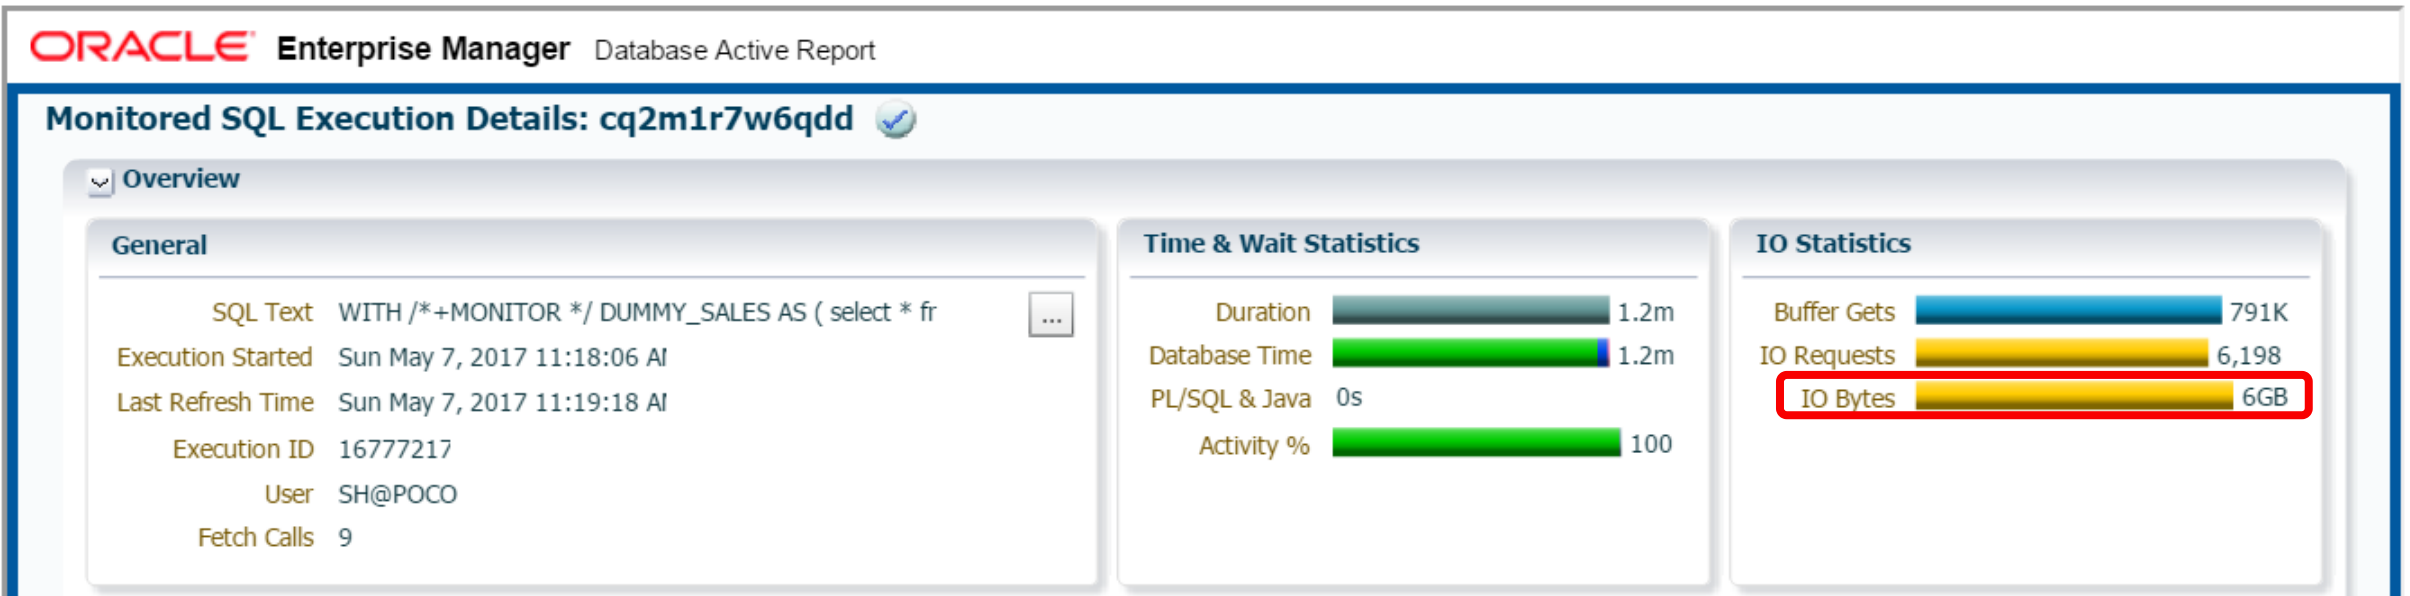 ORACLE Enterprise Manager Database Active Report
Monitored SQL Execution Details: cq2m1r7w6qdd
Overview
General
SQL Text WITH /*+MONITOR */ DUMMY_SALES AS ( select * fr ...
Execution Started Sun May 7, 2017 11:18:06 AM
Last Refresh Time Sun May 7, 2017 11:19:18 AM
Execution ID 16777217
User SH@POCO
Fetch Calls 9
Time & Wait Statistics
Duration 1.2m
Database Time 1.2m
PL/SQL & Java 0s
Activity % 100
IO Statistics
Buffer Gets 791K
IO Requests 6,198
IO Bytes 6GB